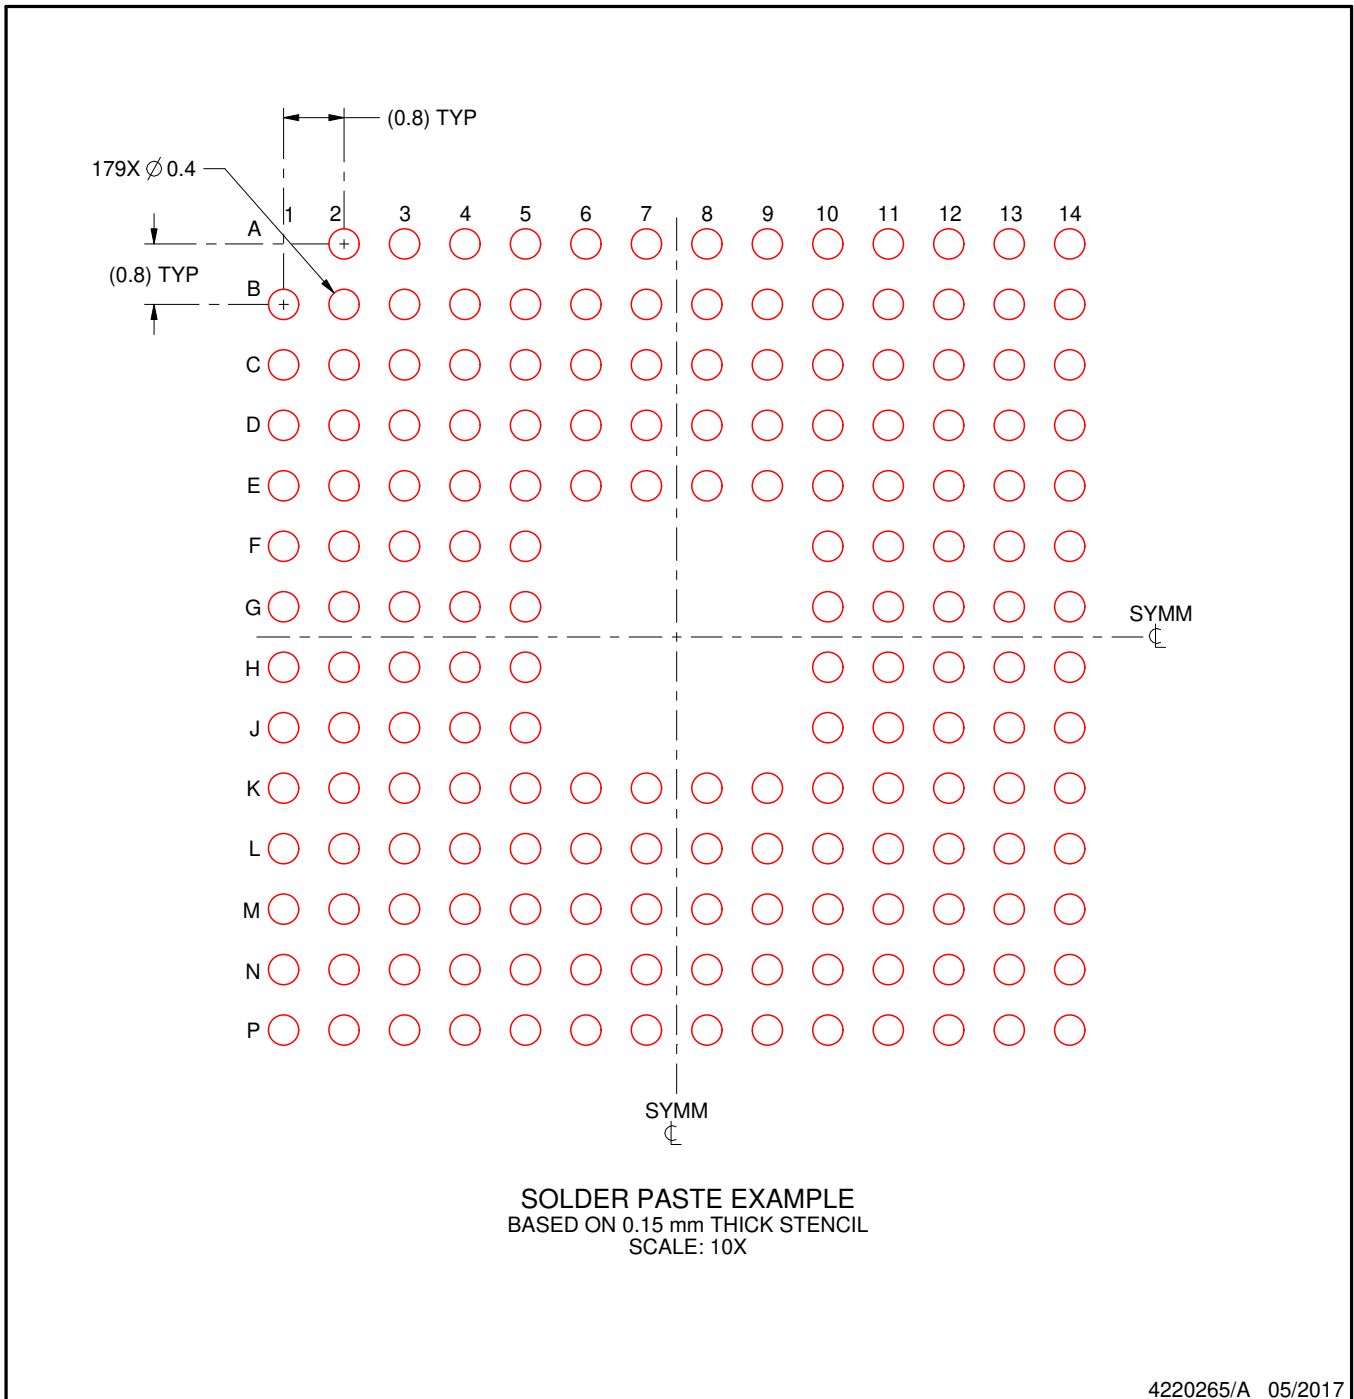 (0.8) TYP
179X ∅ 0.4
1 2 3 4 5 6 7 8 9 10 11 12 13 14
A
(0.8) TYP
B
C
D
E
F
G
SYMM
H
J
K
L
M
N
P
SYMM
SOLDER PASTE EXAMPLE
BASED ON 0.15 mm THICK STENCIL
SCALE: 10X
4220265/A 05/2017